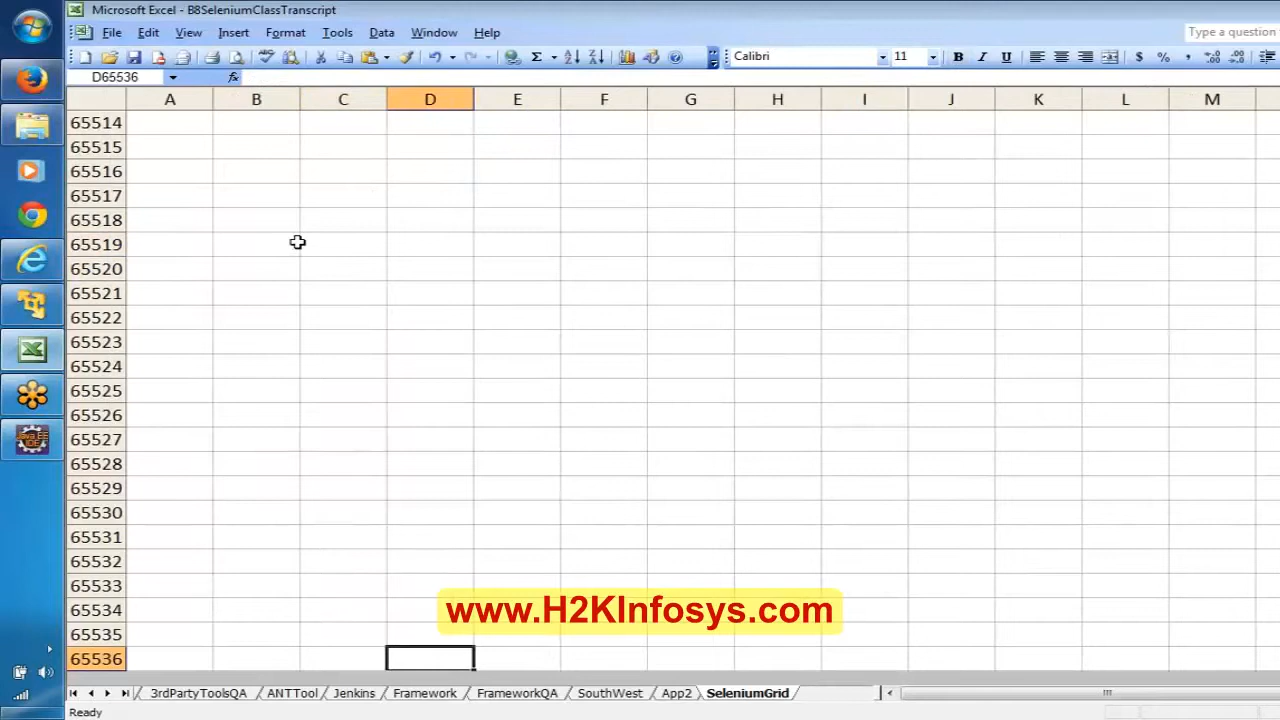 Microsoft Excel - B8SeleniumClassTranscript
File Edit View Insert Format Tools Data Window Help
Type a question
Calibri 11 B I U $ % ,
D65536 fx
A B C D E F G H I J K L M
65514
65515
65516
65517
65518
65519
65520
65521
65522
65523
65524
65525
65526
65527
65528
65529
65530
65531
65532
65533
65534
65535
65536
www.H2KInfosys.com
3rdPartyToolsQA ANTTool Jenkins Framework FrameworkQA SouthWest App2 SeleniumGrid
Ready